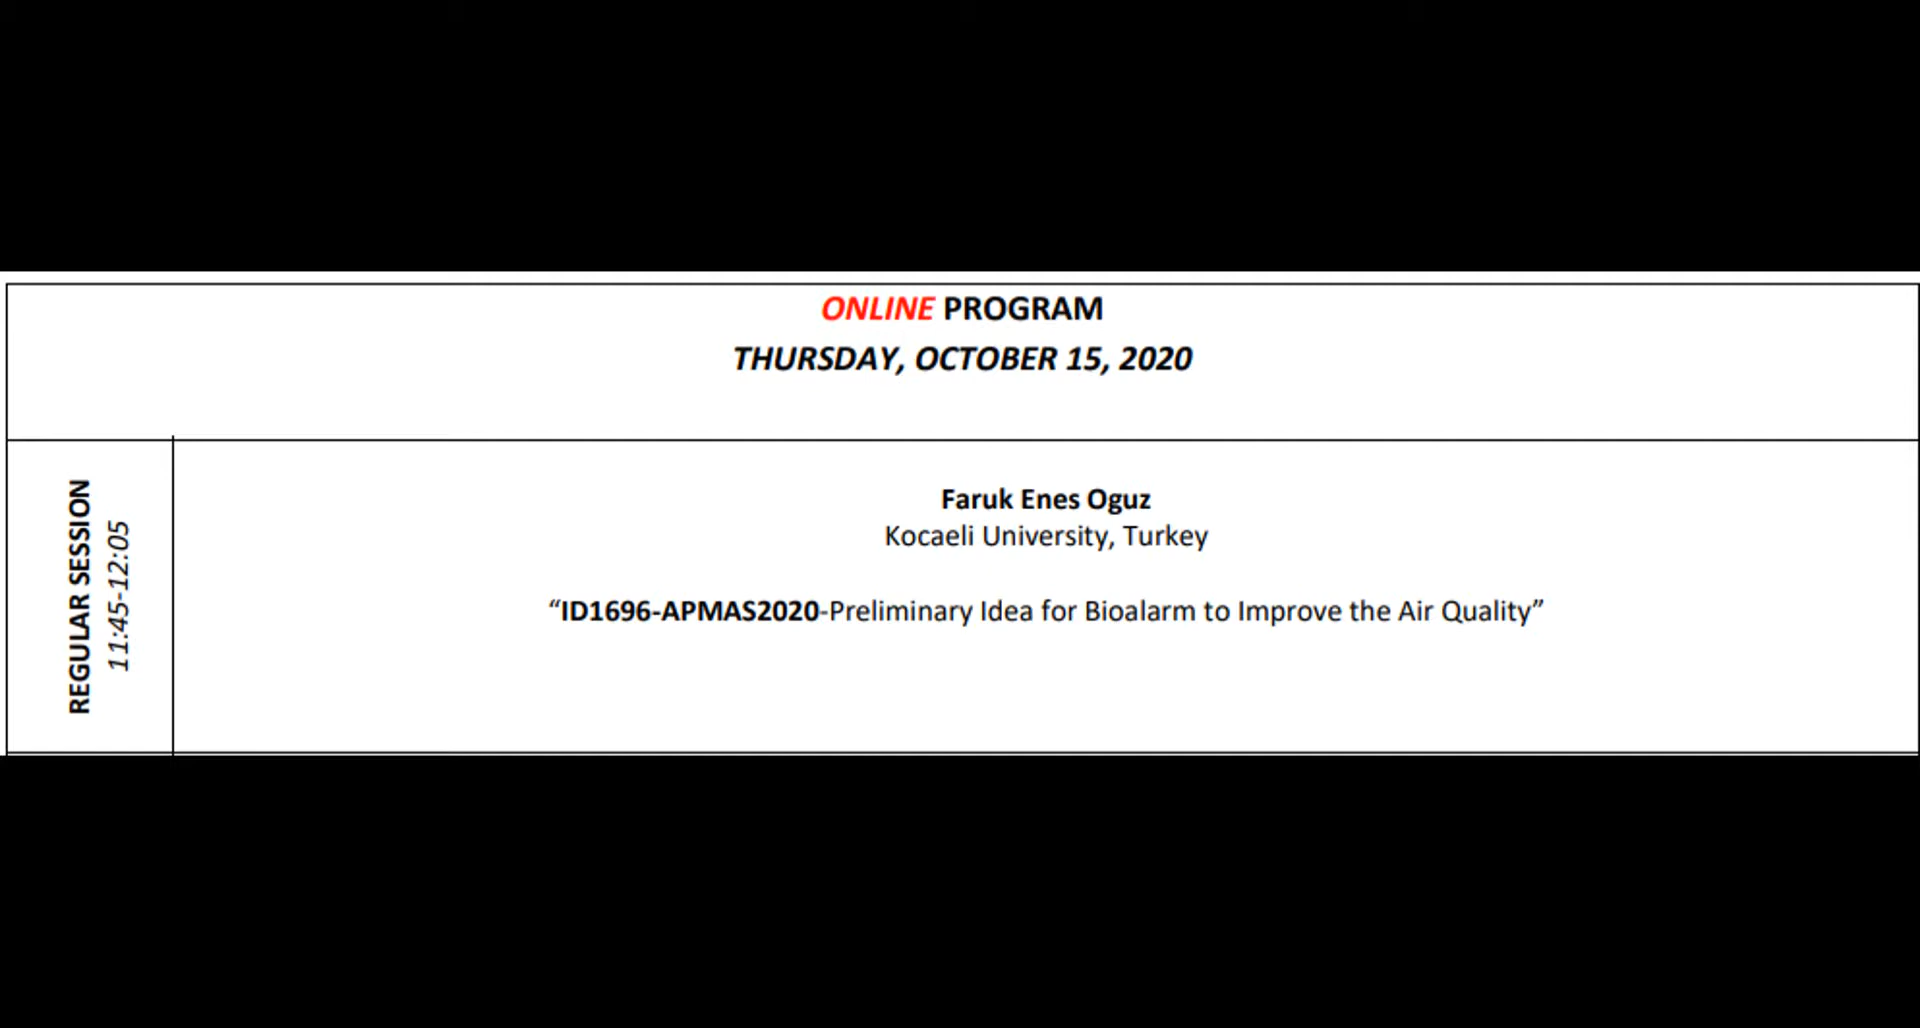 ONLINE PROGRAM
THURSDAY, OCTOBER 15, 2020
REGULAR SESSION
11:45-12:05
Faruk Enes Oguz
Kocaeli University, Turkey
“ID1696-APMAS2020-Preliminary Idea for Bioalarm to Improve the Air Quality”